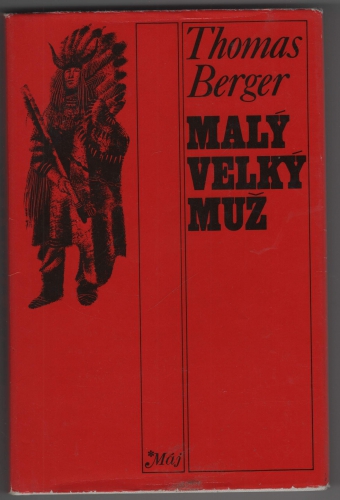 Thomas
Berger
MALÝ
VELKÝ
MUŽ
Máj